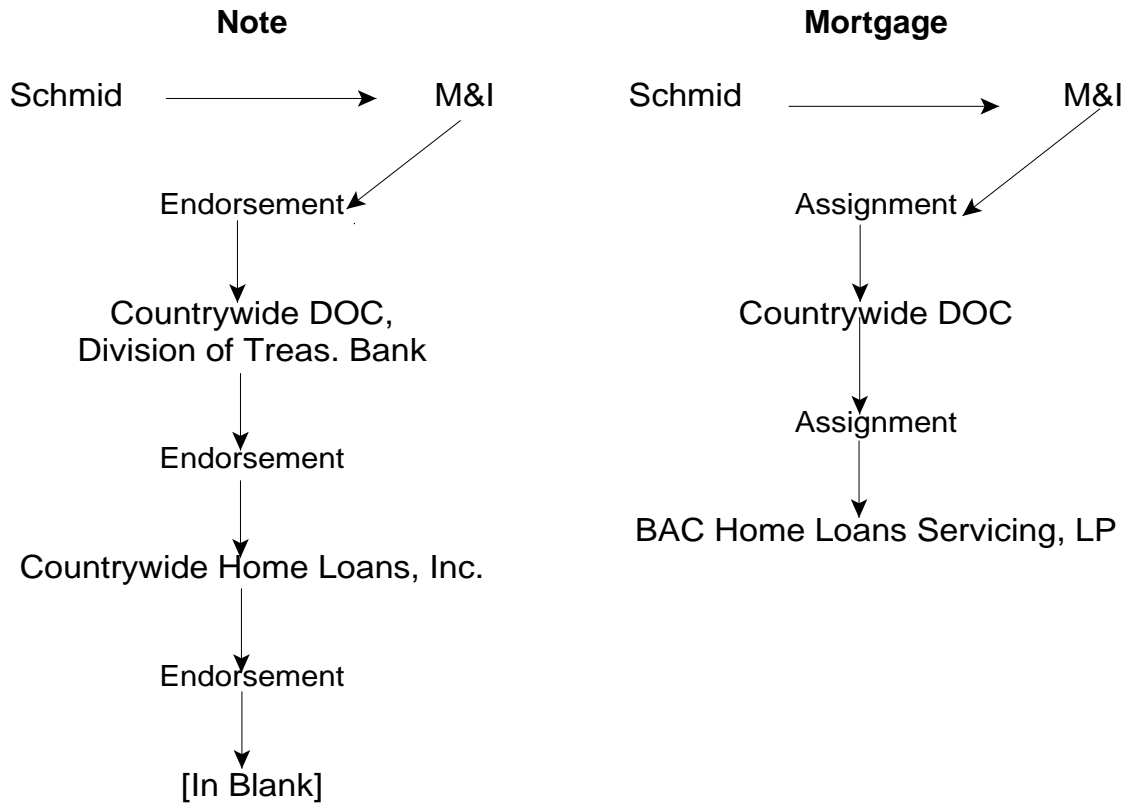 Note
Schmid
M&I
Endorsement
Countrywide DOC,
Division of Treas. Bank
Endorsement
Countrywide Home Loans, Inc.
Endorsement
[In Blank]
Mortgage
Schmid
M&I
Assignment
Countrywide DOC
Assignment
BAC Home Loans Servicing, LP